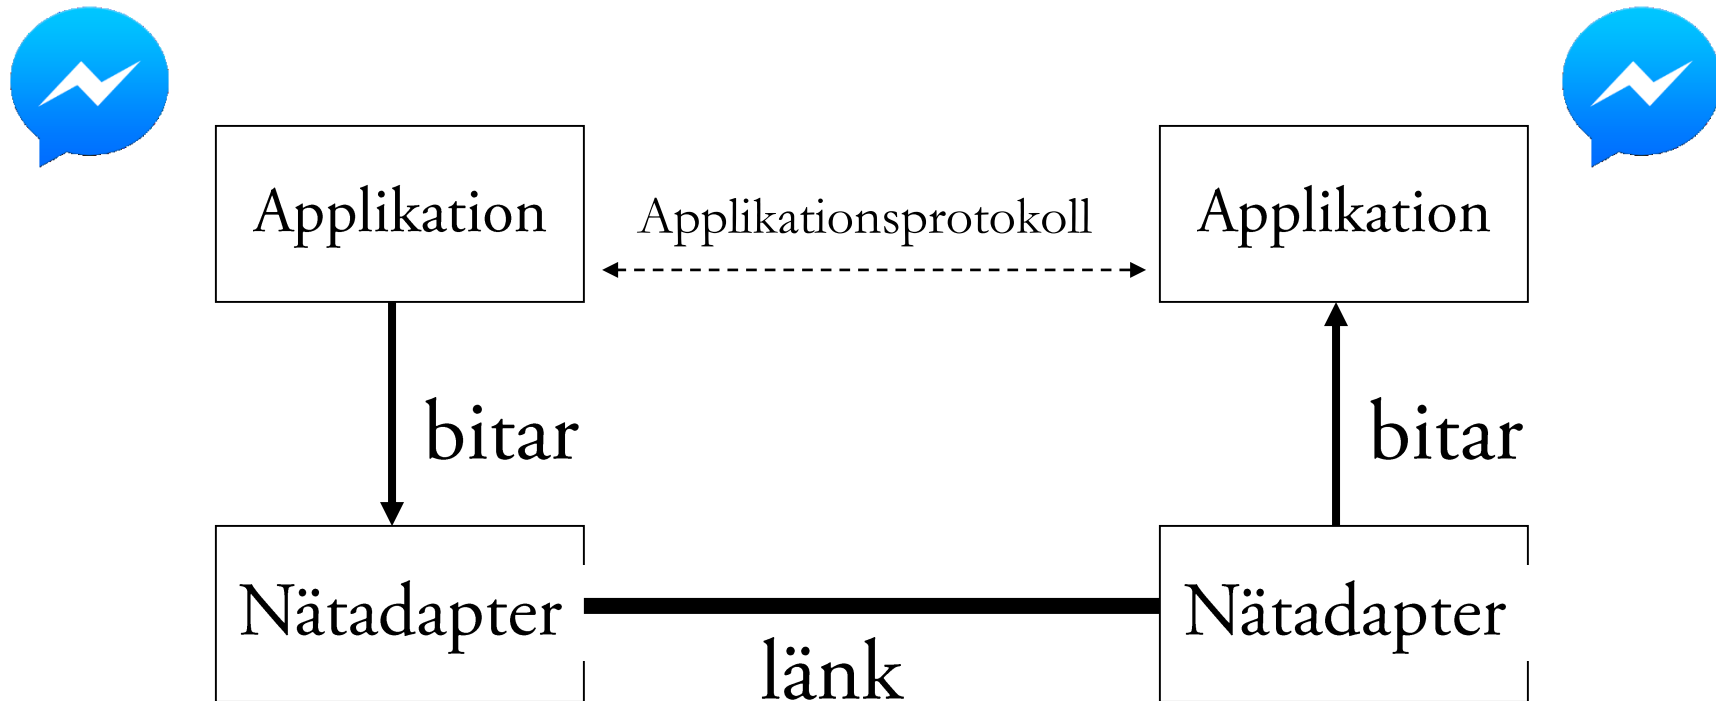 Applikation
Applikationsprotokoll
Applikation
bitar
bitar
Nätadapter
länk
Nätadapter